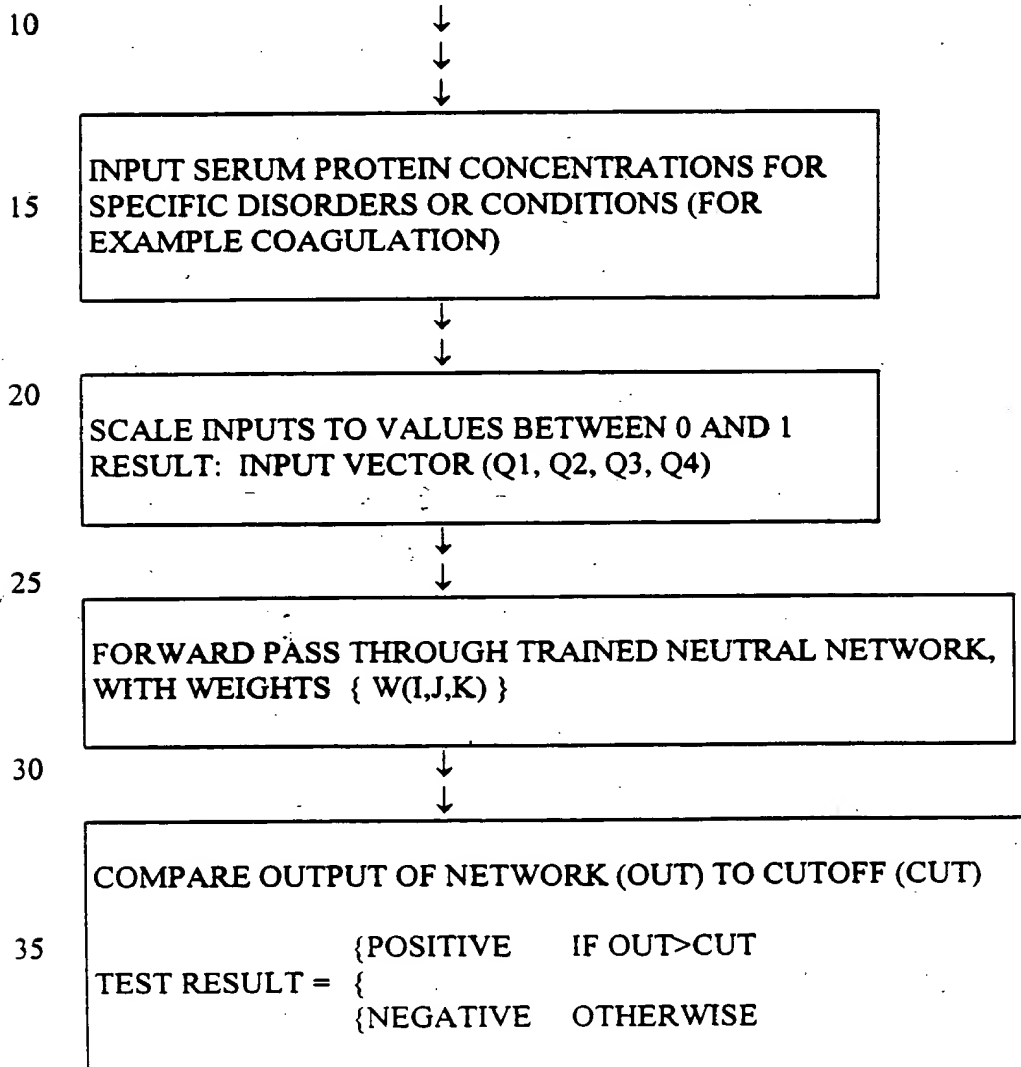 10
INPUT SERUM PROTEIN CONCENTRATIONS FOR
15 SPECIFIC DISORDERS OR CONDITIONS (FOR
EXAMPLE COAGULATION)
20
SCALE INPUTS TO VALUES BETWEEN 0 AND 1
RESULT: INPUT VECTOR (Q1, Q2, Q3, Q4)
25
FORWARD PASS THROUGH TRAINED NEUTRAL NETWORK,
WITH WEIGHTS { W(I,J,K) }
30
COMPARE OUTPUT OF NETWORK (OUT) TO CUTOFF (CUT)
35 {POSITIVE IF OUT>CUT
TEST RESULT = {
{NEGATIVE OTHERWISE